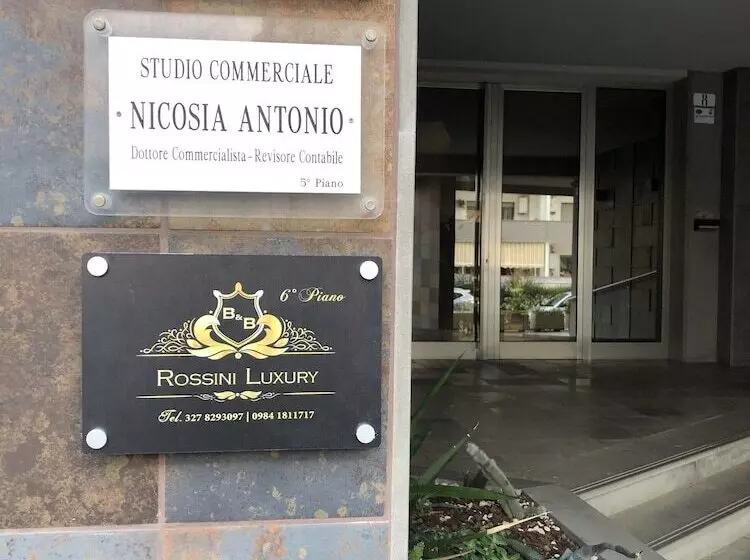 STUDIO COMMERCIALE
NICOSIA ANTONIO
Dottore Commercialista - Revisore Contabile
5° Piano
6° Piano
B&B
ROSSINI LUXURY
Tel. 327 8293097 | 0984 1811717
8